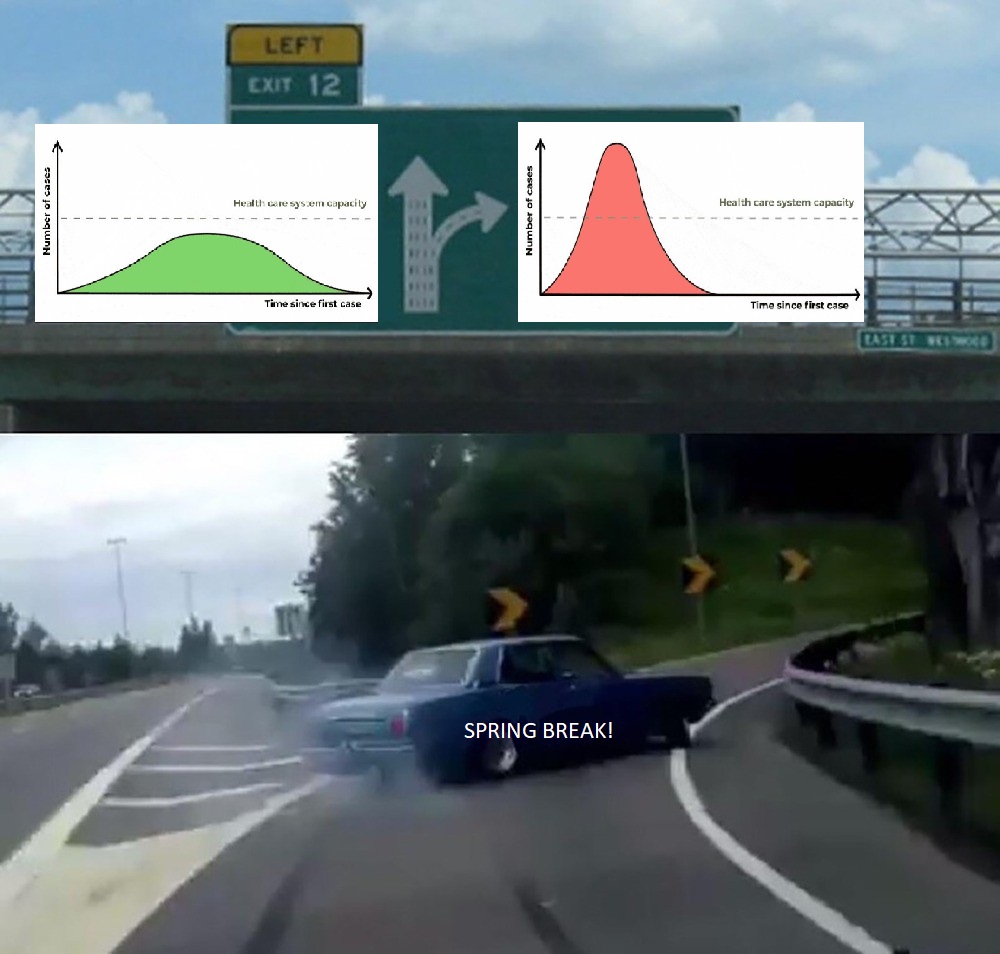 LEFT
EXIT 12
Number of cases
Health care system capacity
Time since first case
Number of cases
Health care system capacity
Time since first case
EAST ST WESTWOOD
SPRING BREAK!